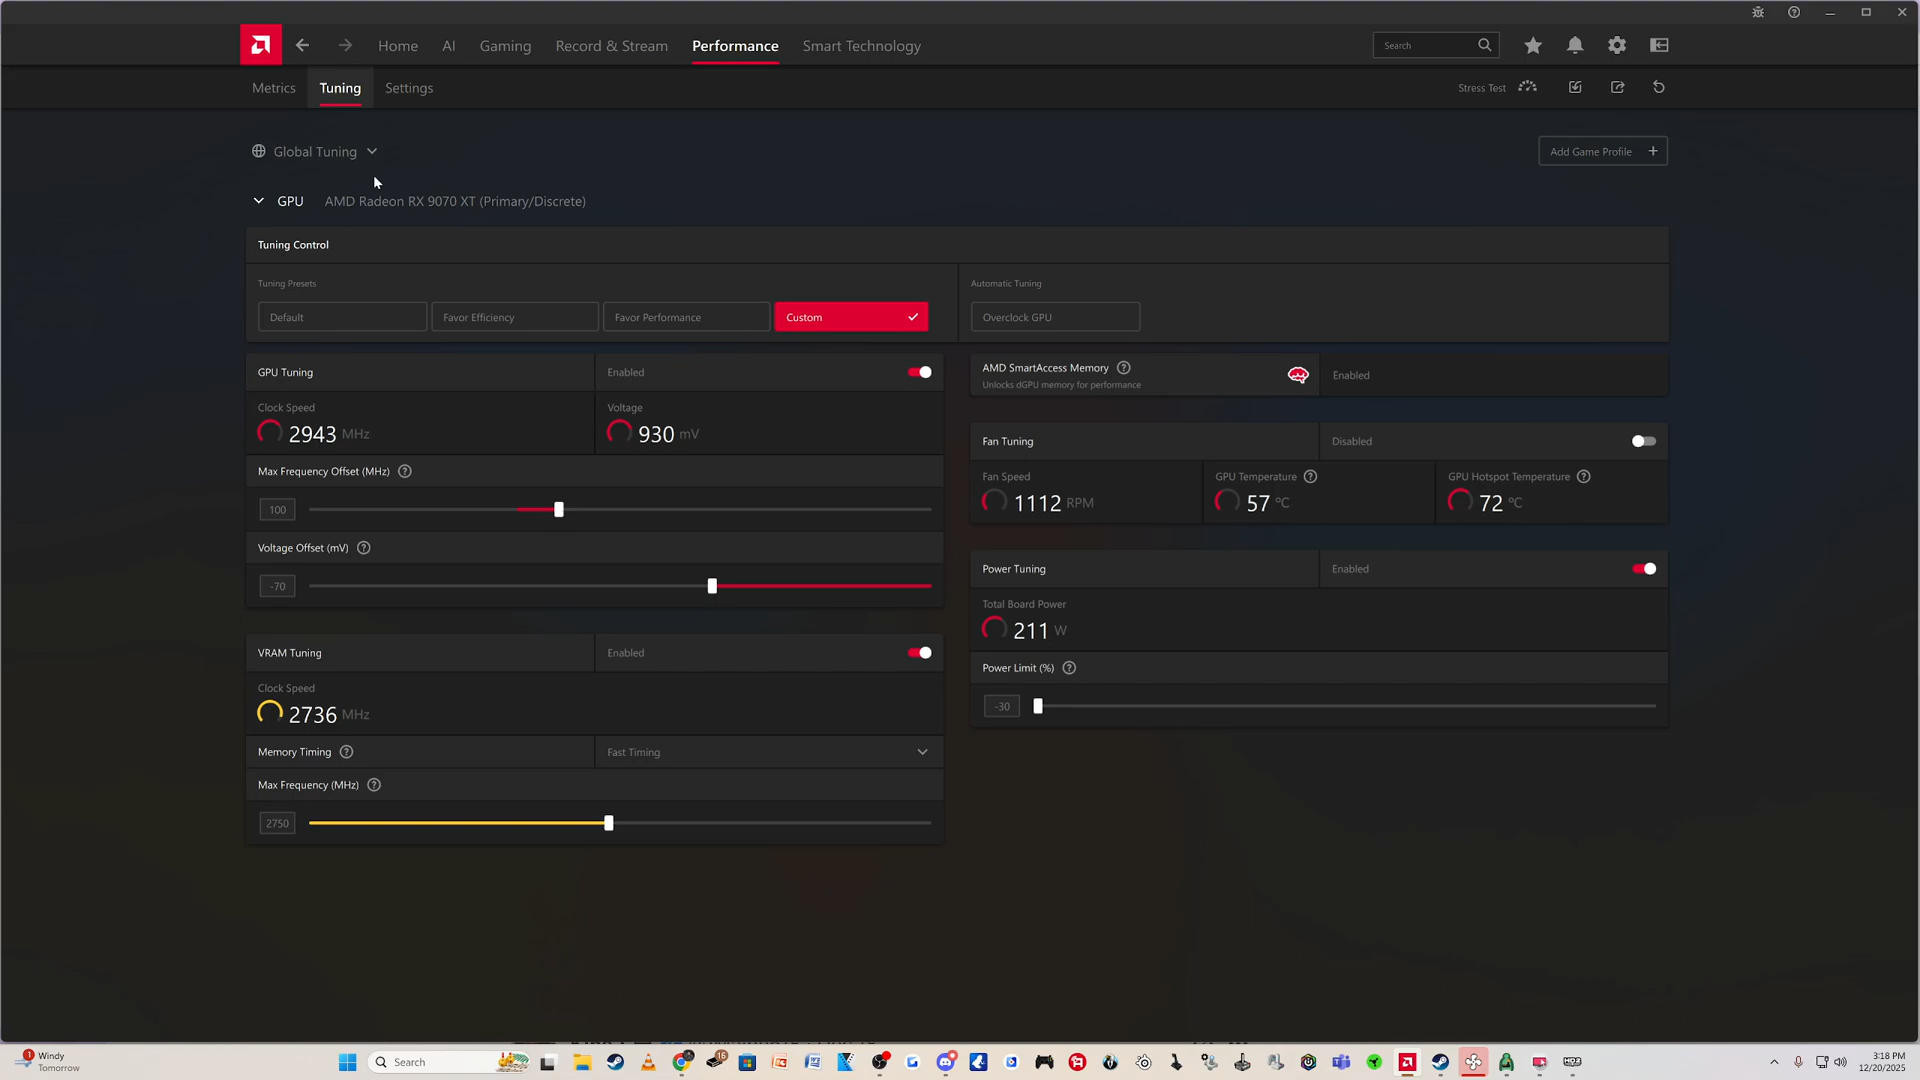 Home AI Gaming Record & Stream Performance Smart Technology Search
Metrics Tuning Settings Stress Test
Global Tuning Add Game Profile +
GPU AMD Radeon RX 9070 XT (Primary/Discrete)
Tuning Control
Tuning Presets Automatic Tuning
Default Favor Efficiency Favor Performance Custom Overclock GPU
GPU Tuning Enabled
Clock Speed Voltage
2943 MHz 930 mV
Max Frequency Offset (MHz)
100
Voltage Offset (mV)
-70
VRAM Tuning Enabled
Clock Speed
2736 MHz
Memory Timing Fast Timing
Max Frequency (MHz)
2750
AMD SmartAccess Memory Enabled
Unlocks dGPU memory for performance
Fan Tuning Disabled
Fan Speed GPU Temperature GPU Hotspot Temperature
1112 RPM 57 °C 72 °C
Power Tuning Enabled
Total Board Power
211 W
Power Limit (%)
-30
1 Windy
Tomorrow
Search
16
3:18 PM
12/20/2025